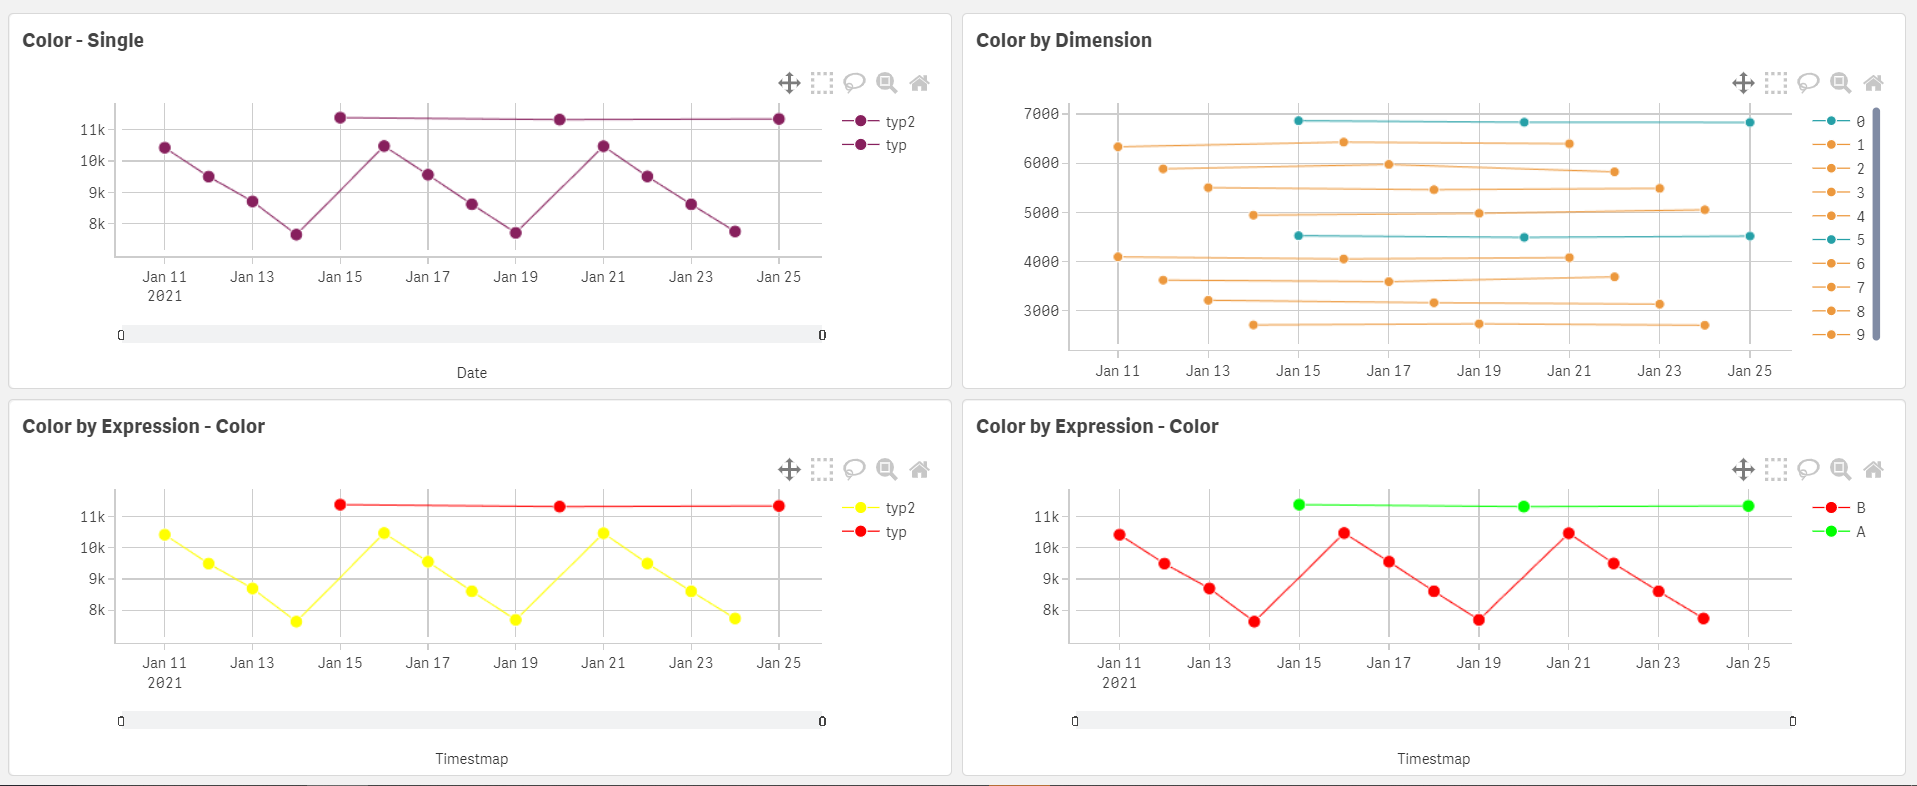 Color - Single
11k
10k
9k
8k
typ2
typ
Jan 11 Jan 13 Jan 15 Jan 17 Jan 19 Jan 21 Jan 23 Jan 25
2021
Date
Color by Dimension
7000
6000
5000
4000
3000
0
1
2
3
4
5
6
7
8
9
Jan 11 Jan 13 Jan 15 Jan 17 Jan 19 Jan 21 Jan 23 Jan 25
Color by Expression - Color
11k
10k
9k
8k
typ2
typ
Jan 11 Jan 13 Jan 15 Jan 17 Jan 19 Jan 21 Jan 23 Jan 25
2021
Timestmap
Color by Expression - Color
11k
10k
9k
8k
B
A
Jan 11 Jan 13 Jan 15 Jan 17 Jan 19 Jan 21 Jan 23 Jan 25
2021
Timestmap